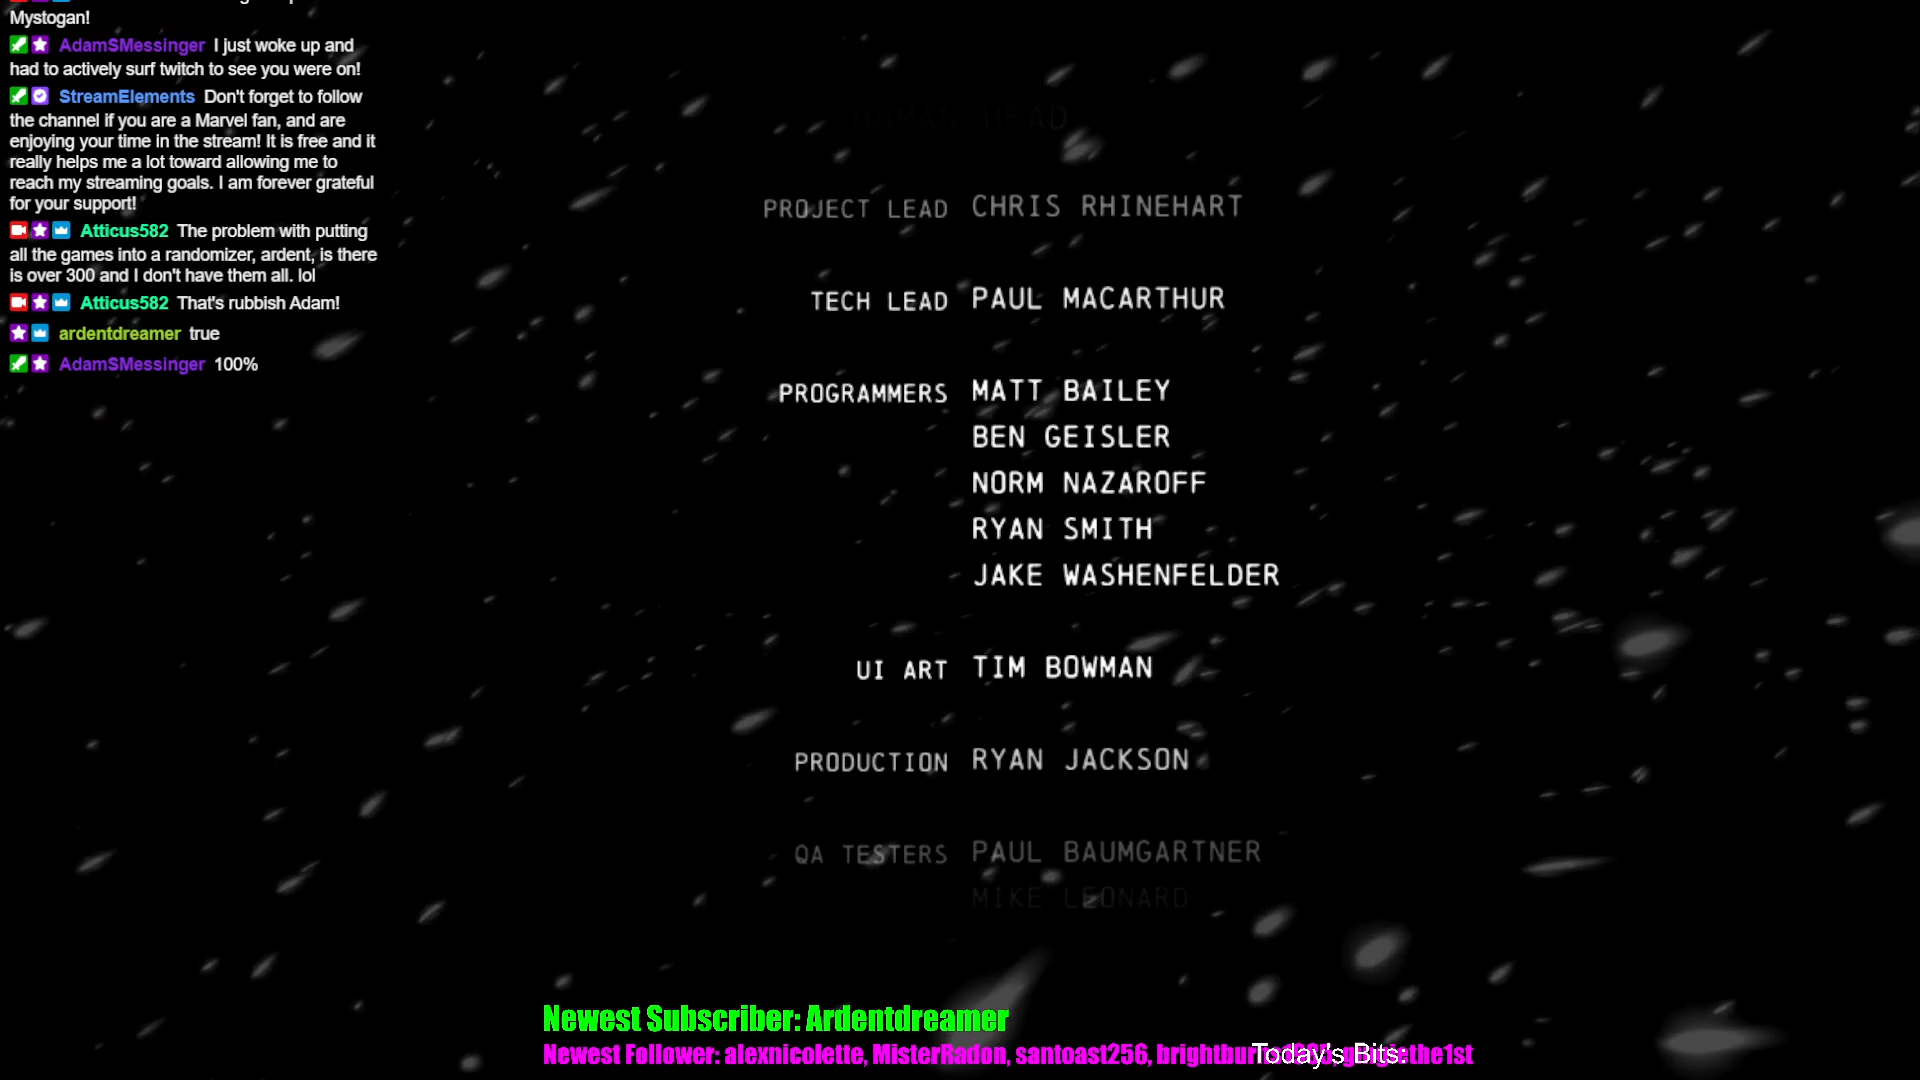 Mystogan!
AdamSMessinger I just woke up and
had to actively surf twitch to see you were on!
StreamElements Don't forget to follow
the channel if you are a Marvel fan, and are
enjoying your time in the stream! It is free and it
really helps me a lot toward allowing me to
reach my streaming goals. I am forever grateful
for your support!
Atticus582 The problem with putting
all the games into a randomizer, ardent, is there
is over 300 and I don't have them all. lol
Atticus582 That's rubbish Adam!
ardentdreamer true
AdamSMessinger 100%
HUMAN HEAD
PROJECT LEAD CHRIS RHINEHART
TECH LEAD PAUL MACARTHUR
PROGRAMMERS MATT BAILEY
BEN GEISLER
NORM NAZAROFF
RYAN SMITH
JAKE WASHENFELDER
UI ART TIM BOWMAN
PRODUCTION RYAN JACKSON
QA TESTERS PAUL BAUMGARTNER
MIKE LEONARD
Newest Subscriber: Ardentdreamer
Newest Follower: alexnicolette, MisterRadon, santoast256,
Today's Bits: